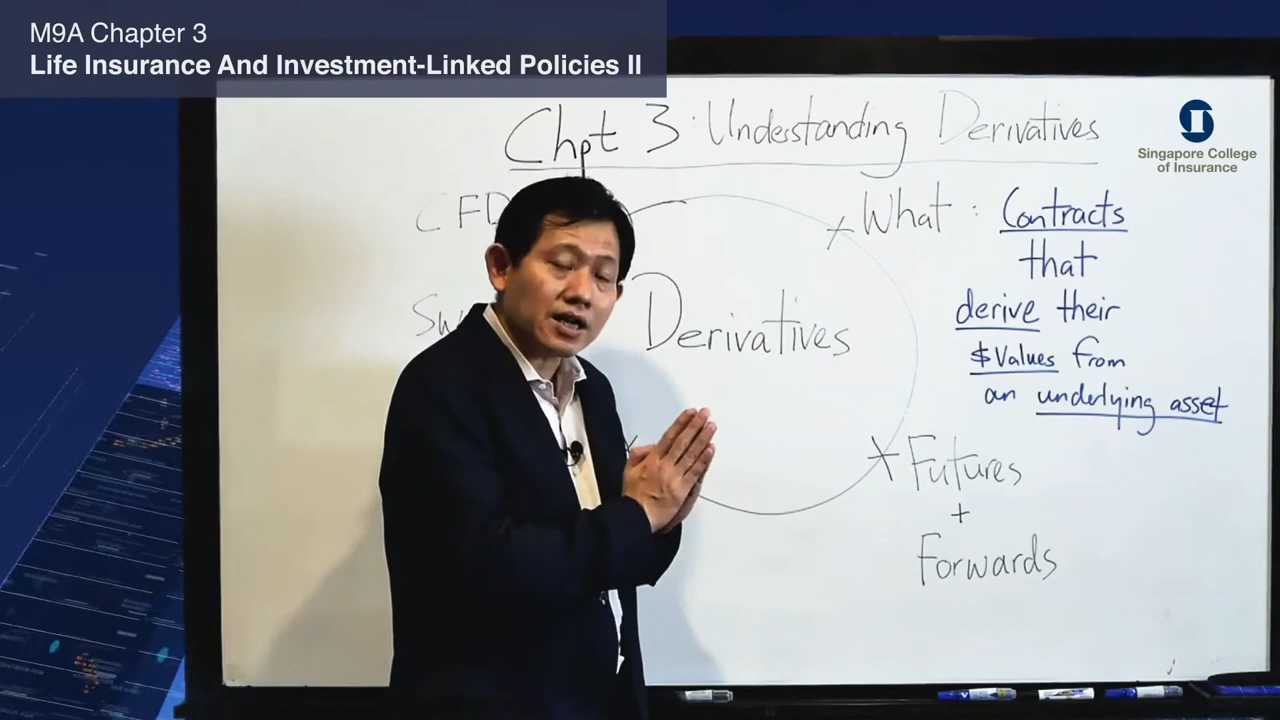 M9A Chapter 3
Life Insurance And Investment-Linked Policies II
Singapore College
of Insurance
Chpt 3: Understanding Derivatives
CFD
Derivatives
What : Contracts
that
derive their
$Values from
an underlying asset
Futures
+
Forwards